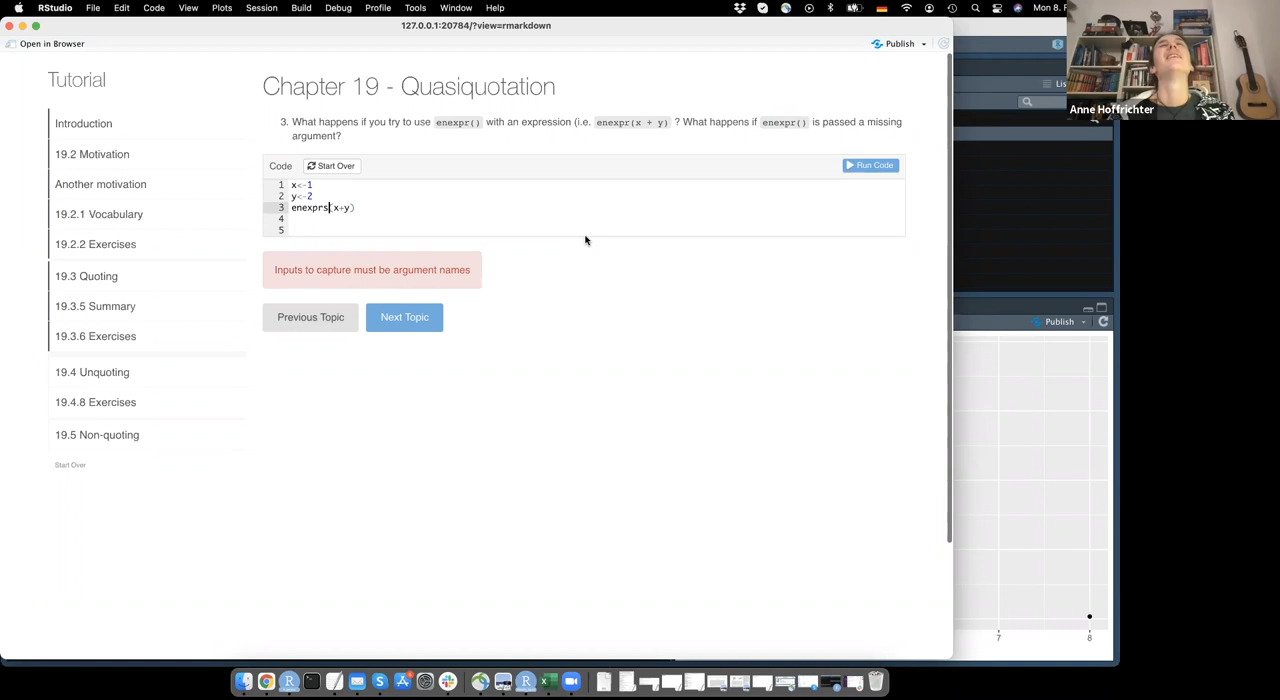 RStudio File Edit Code View Plots Session Build Debug Profile Tools Window Help
Mon 8. F
127.0.0.1:20784/?view=rmarkdown
Open in Browser
Publish
Tutorial
Introduction
19.2 Motivation
Another motivation
19.2.1 Vocabulary
19.2.2 Exercises
19.3 Quoting
19.3.5 Summary
19.3.6 Exercises
19.4 Unquoting
19.4.8 Exercises
19.5 Non-quoting
Start Over
Chapter 19 - Quasiquotation
3. What happens if you try to use enexpr() with an expression (i.e. enexpr(x + y) ? What happens if enexpr() is passed a missing
argument?
Code Start Over Run Code
1 x<-1
2 y<-2
3 enexprs(x+y)
4
5
Inputs to capture must be argument names
Previous Topic Next Topic
Anne Hoffrichter
Lis
Publish
7 8